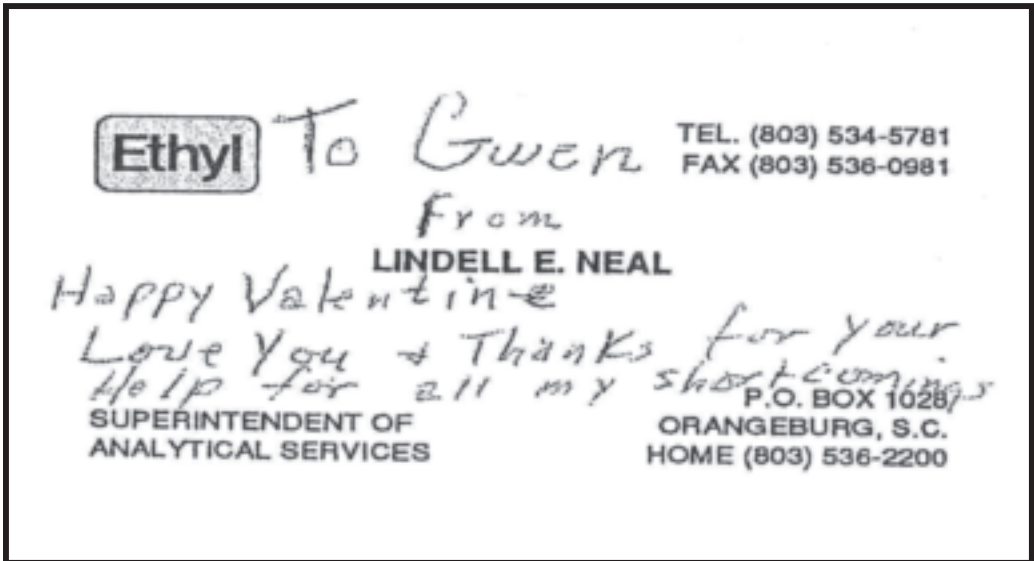 Ethyl To Gwen TEL. (803) 534-5781
FAX (803) 536-0981
From
LINDELL E. NEAL
Happy Valentine
Love You + Thanks for your
Help for all my shortcomings
P.O. BOX 1028
SUPERINTENDENT OF
ORANGEBURG, S.C.
ANALYTICAL SERVICES
HOME (803) 536-2200